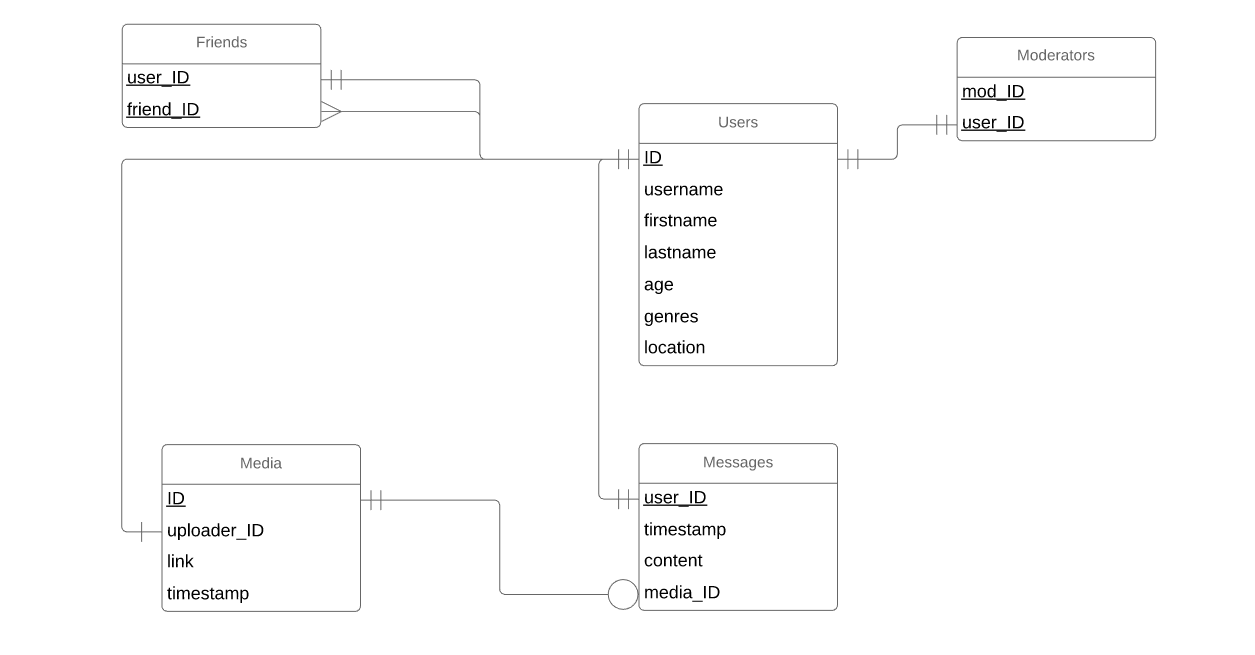 Friends
user_ID
friend_ID
Users
ID
username
firstname
lastname
age
genres
location
Moderators
mod_ID
user_ID
Media
ID
uploader_ID
link
timestamp
Messages
user_ID
timestamp
content
media_ID